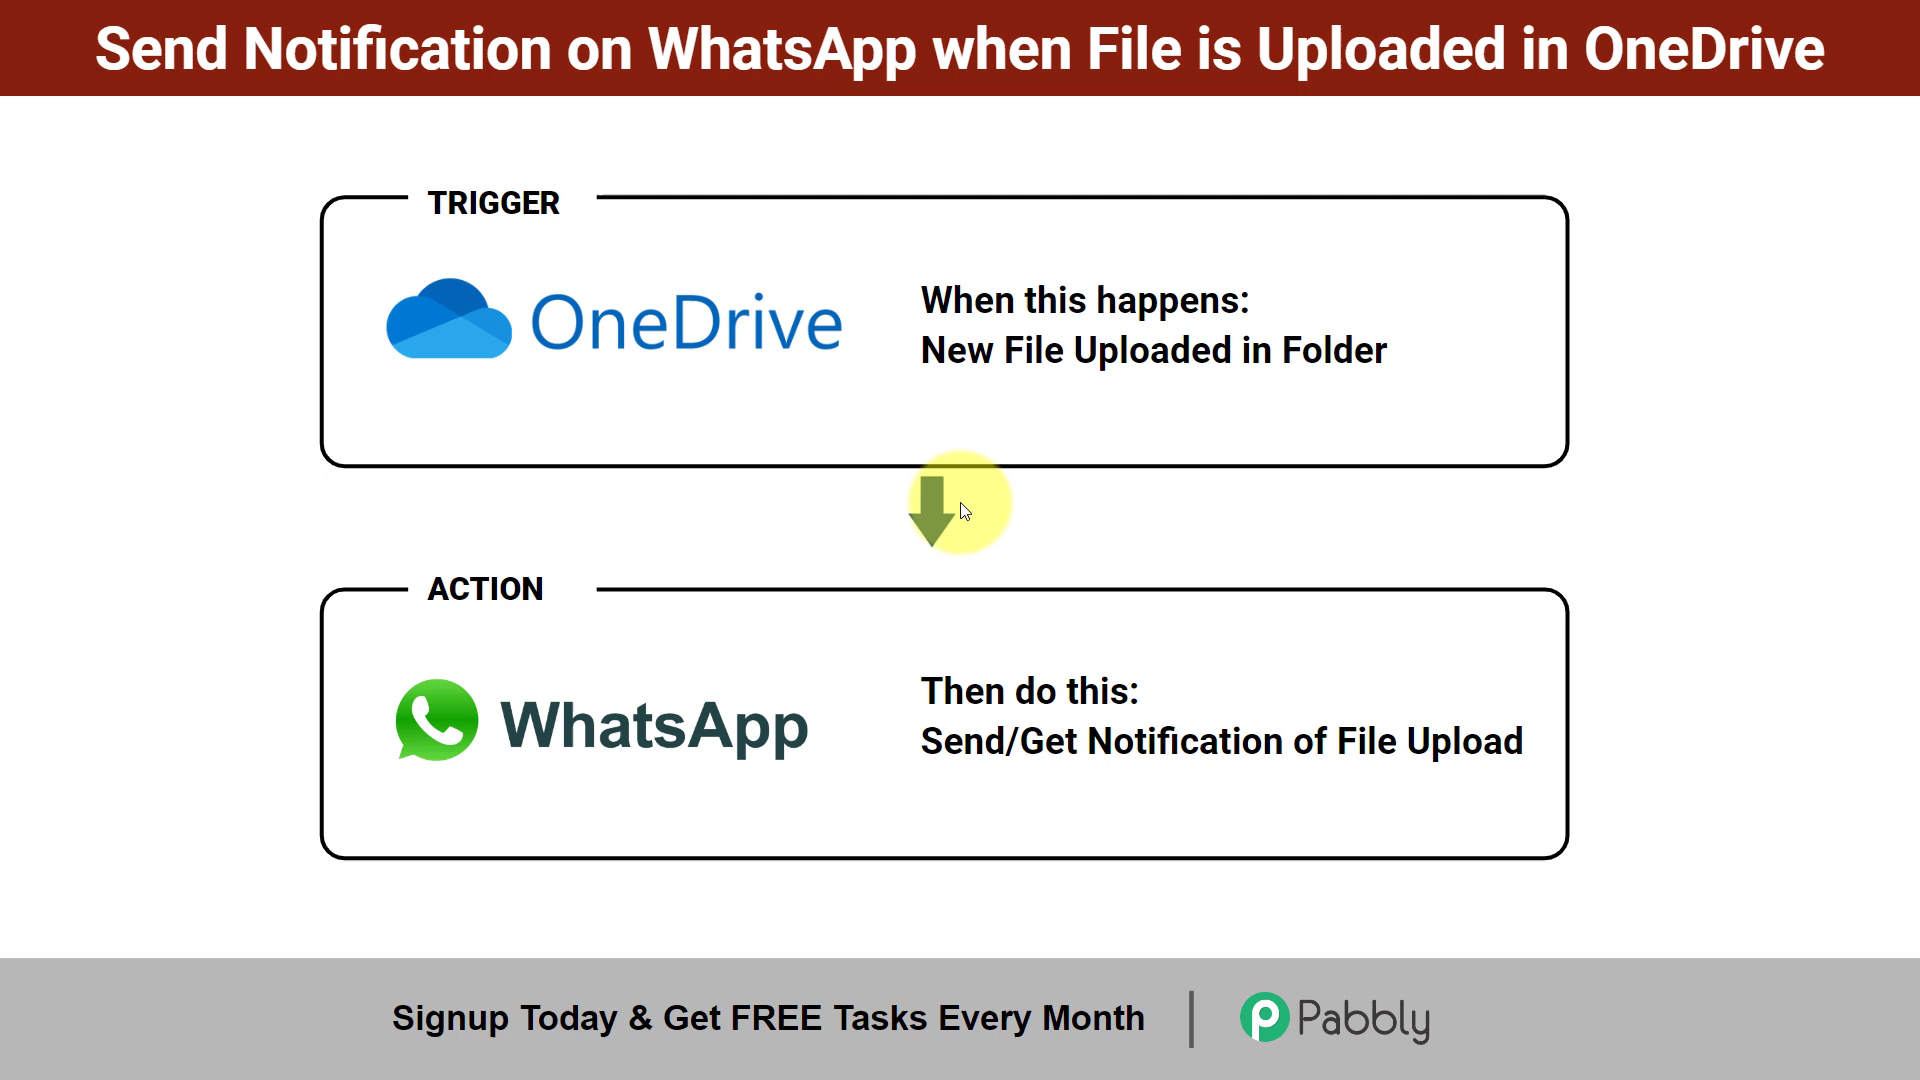 Send Notification on WhatsApp when File is Uploaded in OneDrive
TRIGGER
OneDrive
When this happens:
New File Uploaded in Folder
ACTION
WhatsApp
Then do this:
Send/Get Notification of File Upload
Signup Today & Get FREE Tasks Every Month
Pabbly